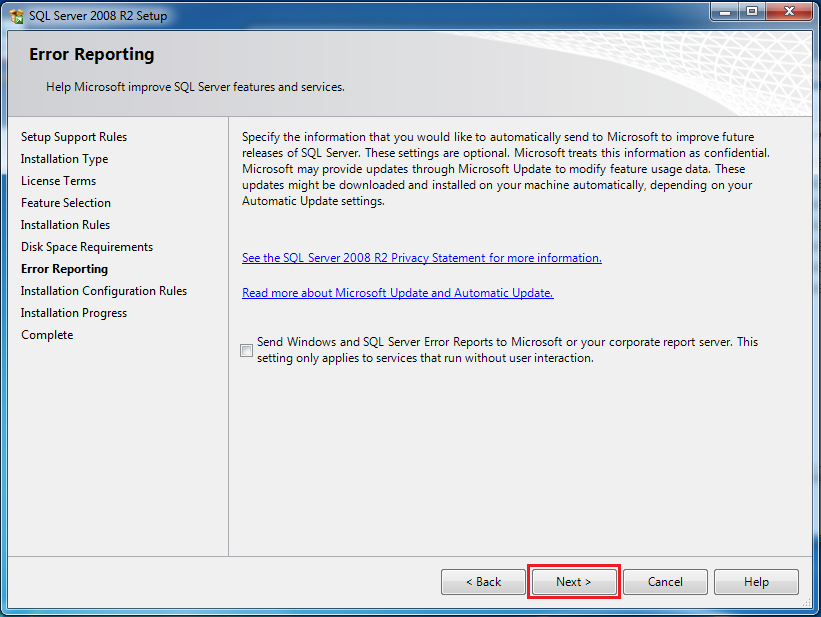 SQL Server 2008 R2 Setup
Error Reporting
Help Microsoft improve SQL Server features and services.
Setup Support Rules
Installation Type
License Terms
Feature Selection
Installation Rules
Disk Space Requirements
Error Reporting
Installation Configuration Rules
Installation Progress
Complete
Specify the information that you would like to automatically send to Microsoft to improve future
releases of SQL Server. These settings are optional. Microsoft treats this information as confidential.
Microsoft may provide updates through Microsoft Update to modify feature usage data. These
updates might be downloaded and installed on your machine automatically, depending on your
Automatic Update settings.
See the SQL Server 2008 R2 Privacy Statement for more information.
Read more about Microsoft Update and Automatic Update.
Send Windows and SQL Server Error Reports to Microsoft or your corporate report server. This
setting only applies to services that run without user interaction.
< Back
Next >
Cancel
Help